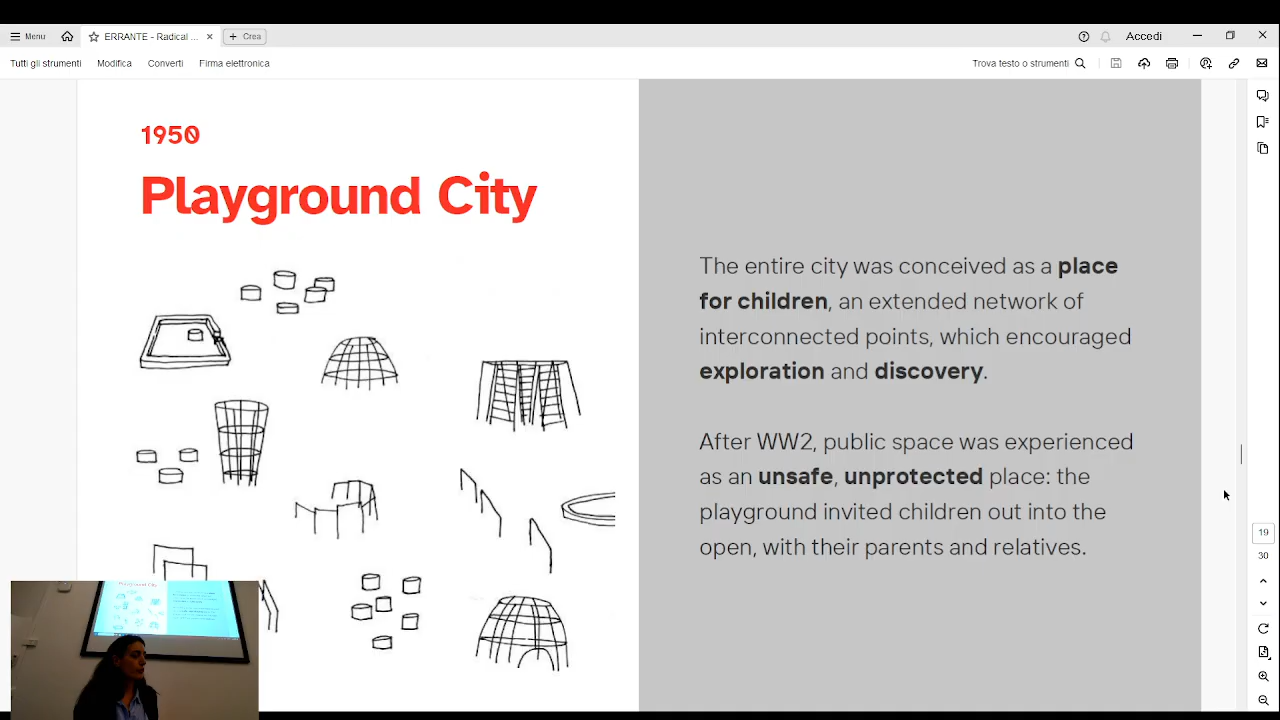 Menu
ERRANTE - Radical ...
Crea
Accedi
Tutti gli strumenti
Modifica
Converti
Firma elettronica
Trova testo o strumenti
1950
Playground City
The entire city was conceived as a place
for children, an extended network of
interconnected points, which encouraged
exploration and discovery.
After WW2, public space was experienced
as an unsafe, unprotected place: the
playground invited children out into the
open, with their parents and relatives.
19
30
Playground City